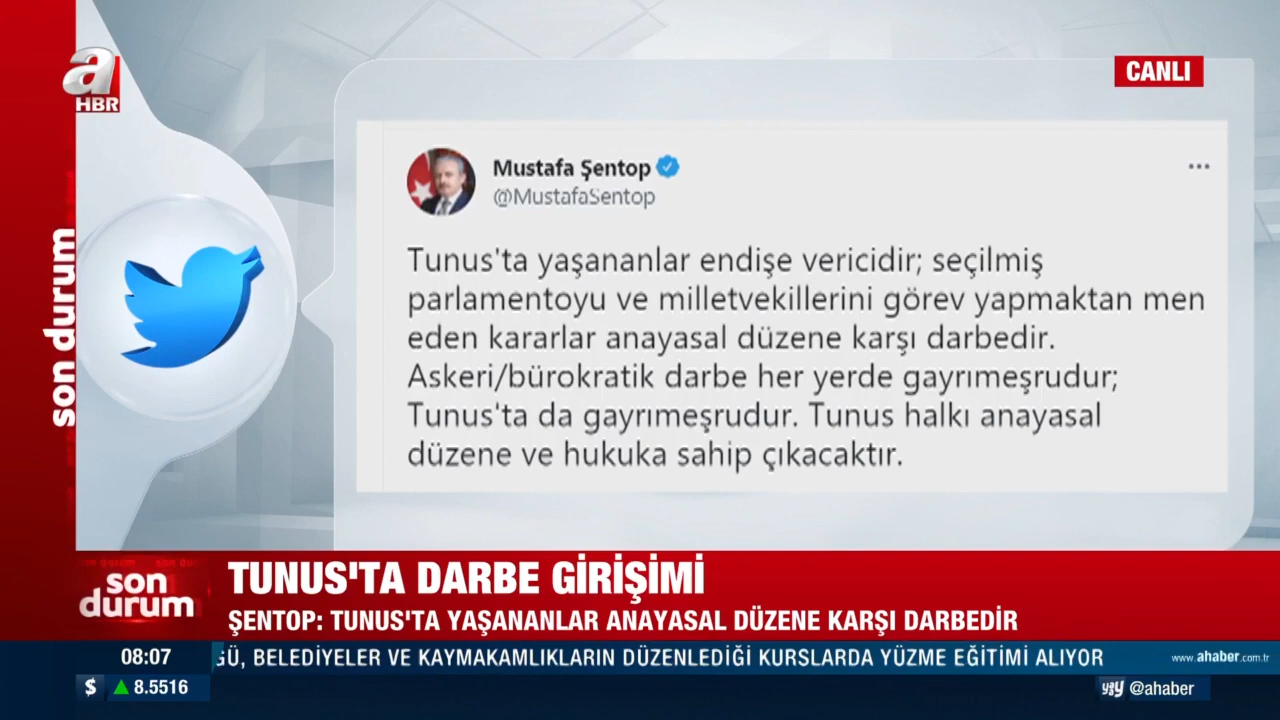 a
HBR
CANLI
son durum
Mustafa Şentop
@MustafaSentop
Tunus'ta yaşananlar endişe vericidir; seçilmiş
parlamentoyu ve milletvekillerini görev yapmaktan men
eden kararlar anayasal düzene karşı darbedir.
Askeri/bürokratik darbe her yerde gayrımeşrudur;
Tunus'ta da gayrımeşrudur. Tunus halkı anayasal
düzene ve hukuka sahip çıkacaktır.
son
durum
TUNUS'TA DARBE GİRİŞİMİ
ŞENTOP: TUNUS'TA YAŞANANLAR ANAYASAL DÜZENE KARŞI DARBEDİR
08:07
GÜ, BELEDİYELER VE KAYMAKAMLIKLARIN DÜZENLEDİĞİ KURSLARDA YÜZME EĞİTİMİ ALIYOR
www.ahaber.com.tr
$ ▲ 8.5516
@ahaber